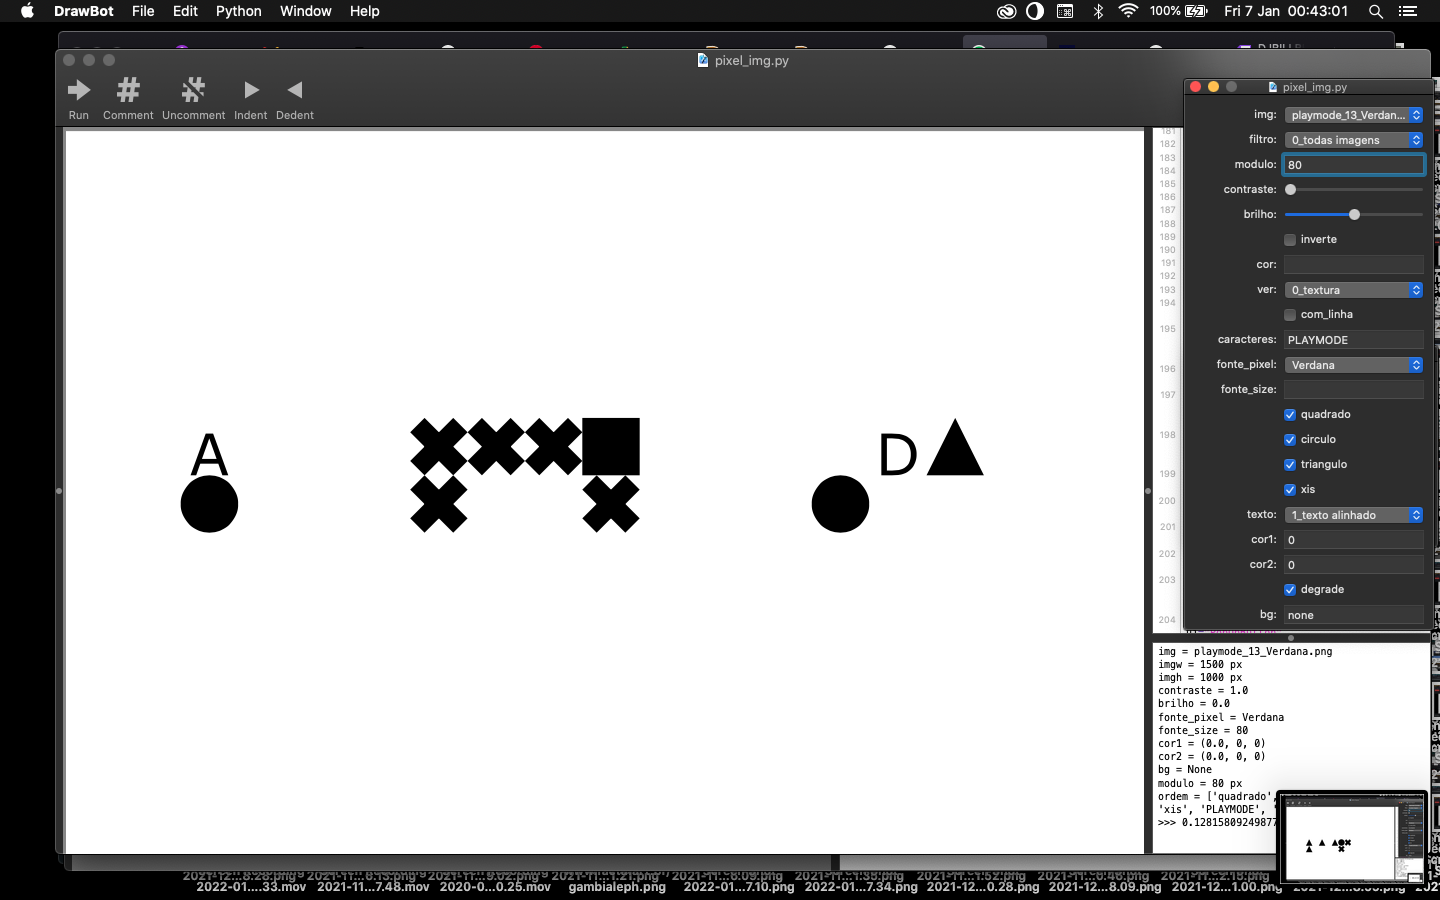 DrawBot File Edit Python Window Help 100% Fri 7 Jan 00:43:01
pixel_img.py
Run Comment Uncomment Indent Dedent
A D
pixel_img.py
img: playmode_13_Verdan...
filtro: 0_todas imagens
modulo: 80
contraste:
brilho:
inverte
cor:
ver: 0_textura
com_linha
caracteres: PLAYMODE
fonte_pixel: Verdana
fonte_size:
quadrado
circulo
triangulo
xis
texto: 1_texto alinhado
cor1: 0
cor2: 0
degrade
bg: none
181
182
183
184
185
186
187
188
189
190
191
192
193
194
195
196
197
198
199
200
201
202
203
204
img = playmode_13_Verdana.png
imgw = 1500 px
imgh = 1000 px
contraste = 1.0
brilho = 0.0
fonte_pixel = Verdana
fonte_size = 80
cor1 = (0.0, 0, 0)
cor2 = (0.0, 0, 0)
bg = None
modulo = 80 px
ordem = ['quadrado',
'xis', 'PLAYMODE',
>>> 0.1281580924987
2022-01....33.mov 2021-11...7.48.mov 2020-0...0.25.mov gambialeph.png 2022-01...7.10.png 2022-01...7.34.png 2021-12...0.28.png 2021-12...8.09.png 2021-12...1.00.png